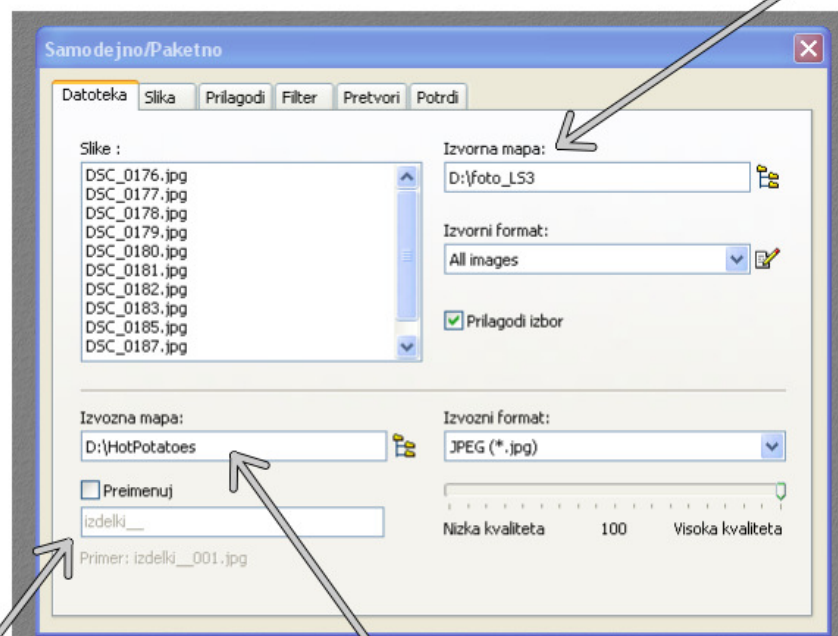 Samodejno/Paketno
Datoteka Slika Prilagodi Filter Pretvori Potrdi
Slike :
DSC_0176.jpg
DSC_0177.jpg
DSC_0178.jpg
DSC_0179.jpg
DSC_0180.jpg
DSC_0181.jpg
DSC_0182.jpg
DSC_0183.jpg
DSC_0185.jpg
DSC_0187.jpg
Izvorna mapa:
D:\foto_LS3
Izvorni format:
All images
Prilagodi izbor
Izvozna mapa:
D:\HotPotatoes
Preimenuj
izdelki__
Primer: izdelki__001.jpg
Izvozni format:
JPEG (*.jpg)
Nizka kvaliteta 100 Visoka kvaliteta